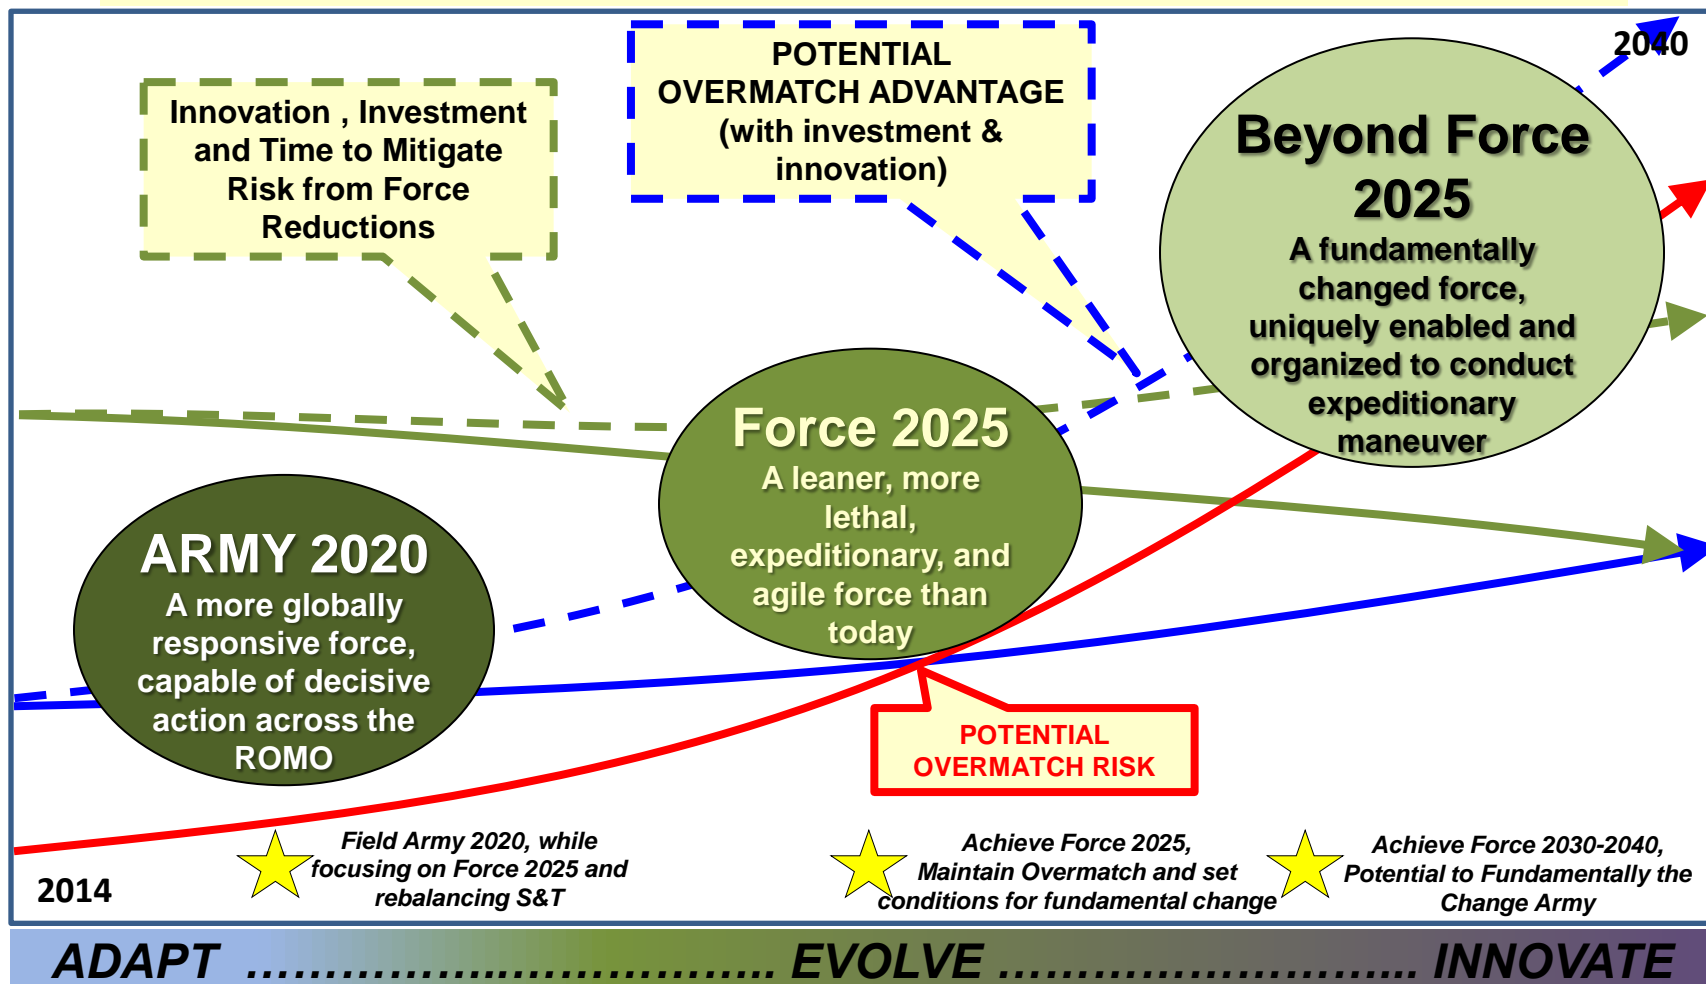 2040
POTENTIAL
OVERMATCH ADVANTAGE
(with investment &
innovation)
Innovation , Investment
and Time to Mitigate
Risk from Force
Reductions
Beyond Force
2025
A fundamentally
changed force,
uniquely enabled and
organized to conduct
expeditionary
maneuver
Force 2025
A leaner, more
lethal,
expeditionary, and
agile force than
today
ARMY 2020
A more globally
responsive force,
capable of decisive
action across the
ROMO
POTENTIAL
OVERMATCH RISK
2014
Field Army 2020, while
focusing on Force 2025 and
rebalancing S&T
Achieve Force 2025,
Maintain Overmatch and set
conditions for fundamental change
Achieve Force 2030-2040,
Potential to Fundamentally the
Change Army
ADAPT ………………..…………….. EVOLVE …………………….…... INNOVATE